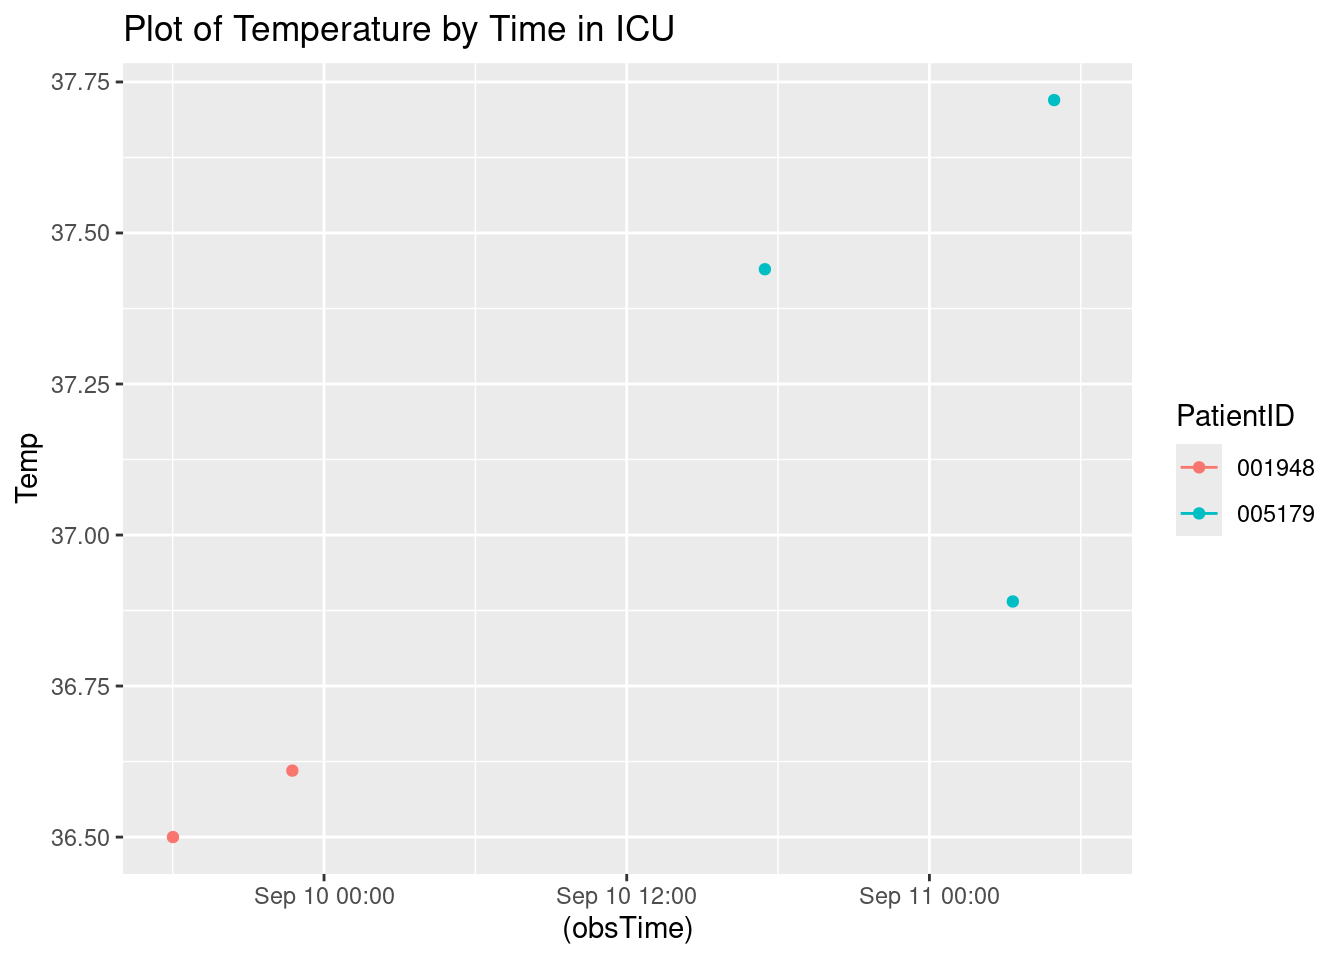 Plot of Temperature by Time in ICU
37.75
37.50
37.25
37.00
36.75
36.50
Temp
Sep 10 00:00
Sep 10 12:00
Sep 11 00:00
(obsTime)
PatientID
001948
005179